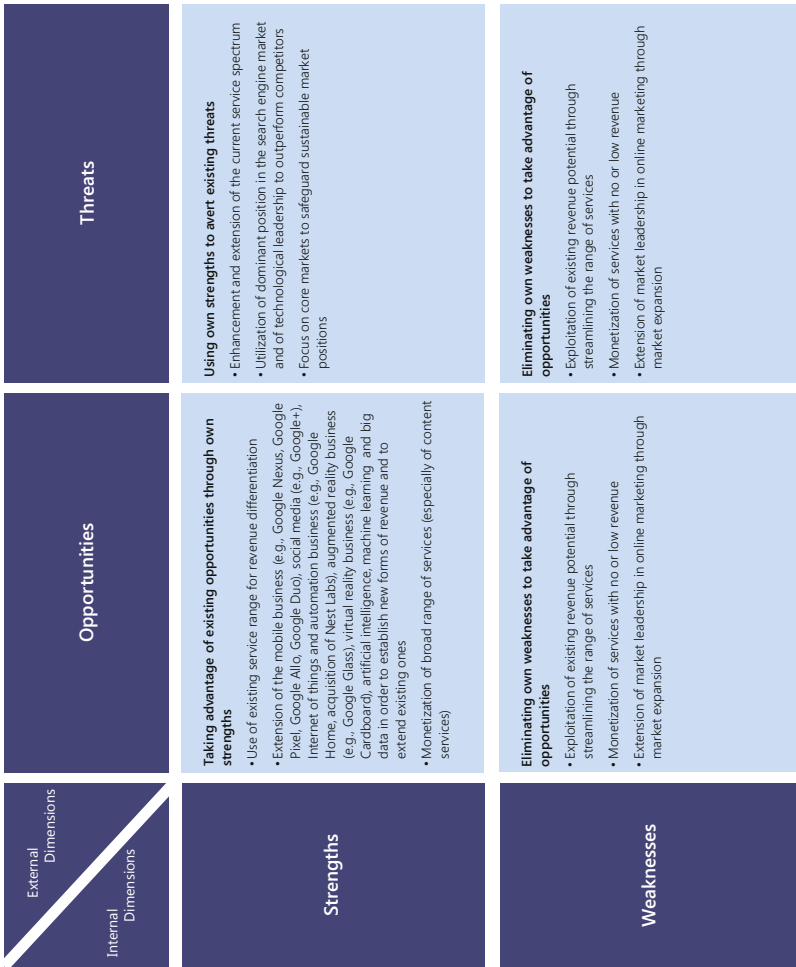 External
Dimensions
Internal
Dimensions
Opportunities
Threats
Strengths
Taking advantage of existing opportunities through own
strengths
• Use of existing service range for revenue differentiation
• Extension of the mobile business (e.g., Google Nexus, Google
Pixel, Google Allo, Google Duo), social media (e.g., Google+),
Internet of things and automation business (e.g., Google
Home, acquisition of Nest Labs), augmented reality business
(e.g., Google Glass), virtual reality business (e.g., Google
Cardboard), artificial intelligence, machine learning and big
data in order to establish new forms of revenue and to
extend existing ones
• Monetization of broad range of services (especially of content
services)
Using own strengths to avert existing threats
• Enhancement and extension of the current service spectrum
• Utilization of dominant position in the search engine market
and of technological leadership to outperform competitors
• Focus on core markets to safeguard sustainable market
positions
Weaknesses
Eliminating own weaknesses to take advantage of
opportunities
• Exploitation of existing revenue potential through
streamlining the range of services
• Monetization of services with no or low revenue
• Extension of market leadership in online marketing through
market expansion
Eliminating own weaknesses to take advantage of
opportunities
• Exploitation of existing revenue potential through
streamlining the range of services
• Monetization of services with no or low revenue
• Extension of market leadership in online marketing through
market expansion